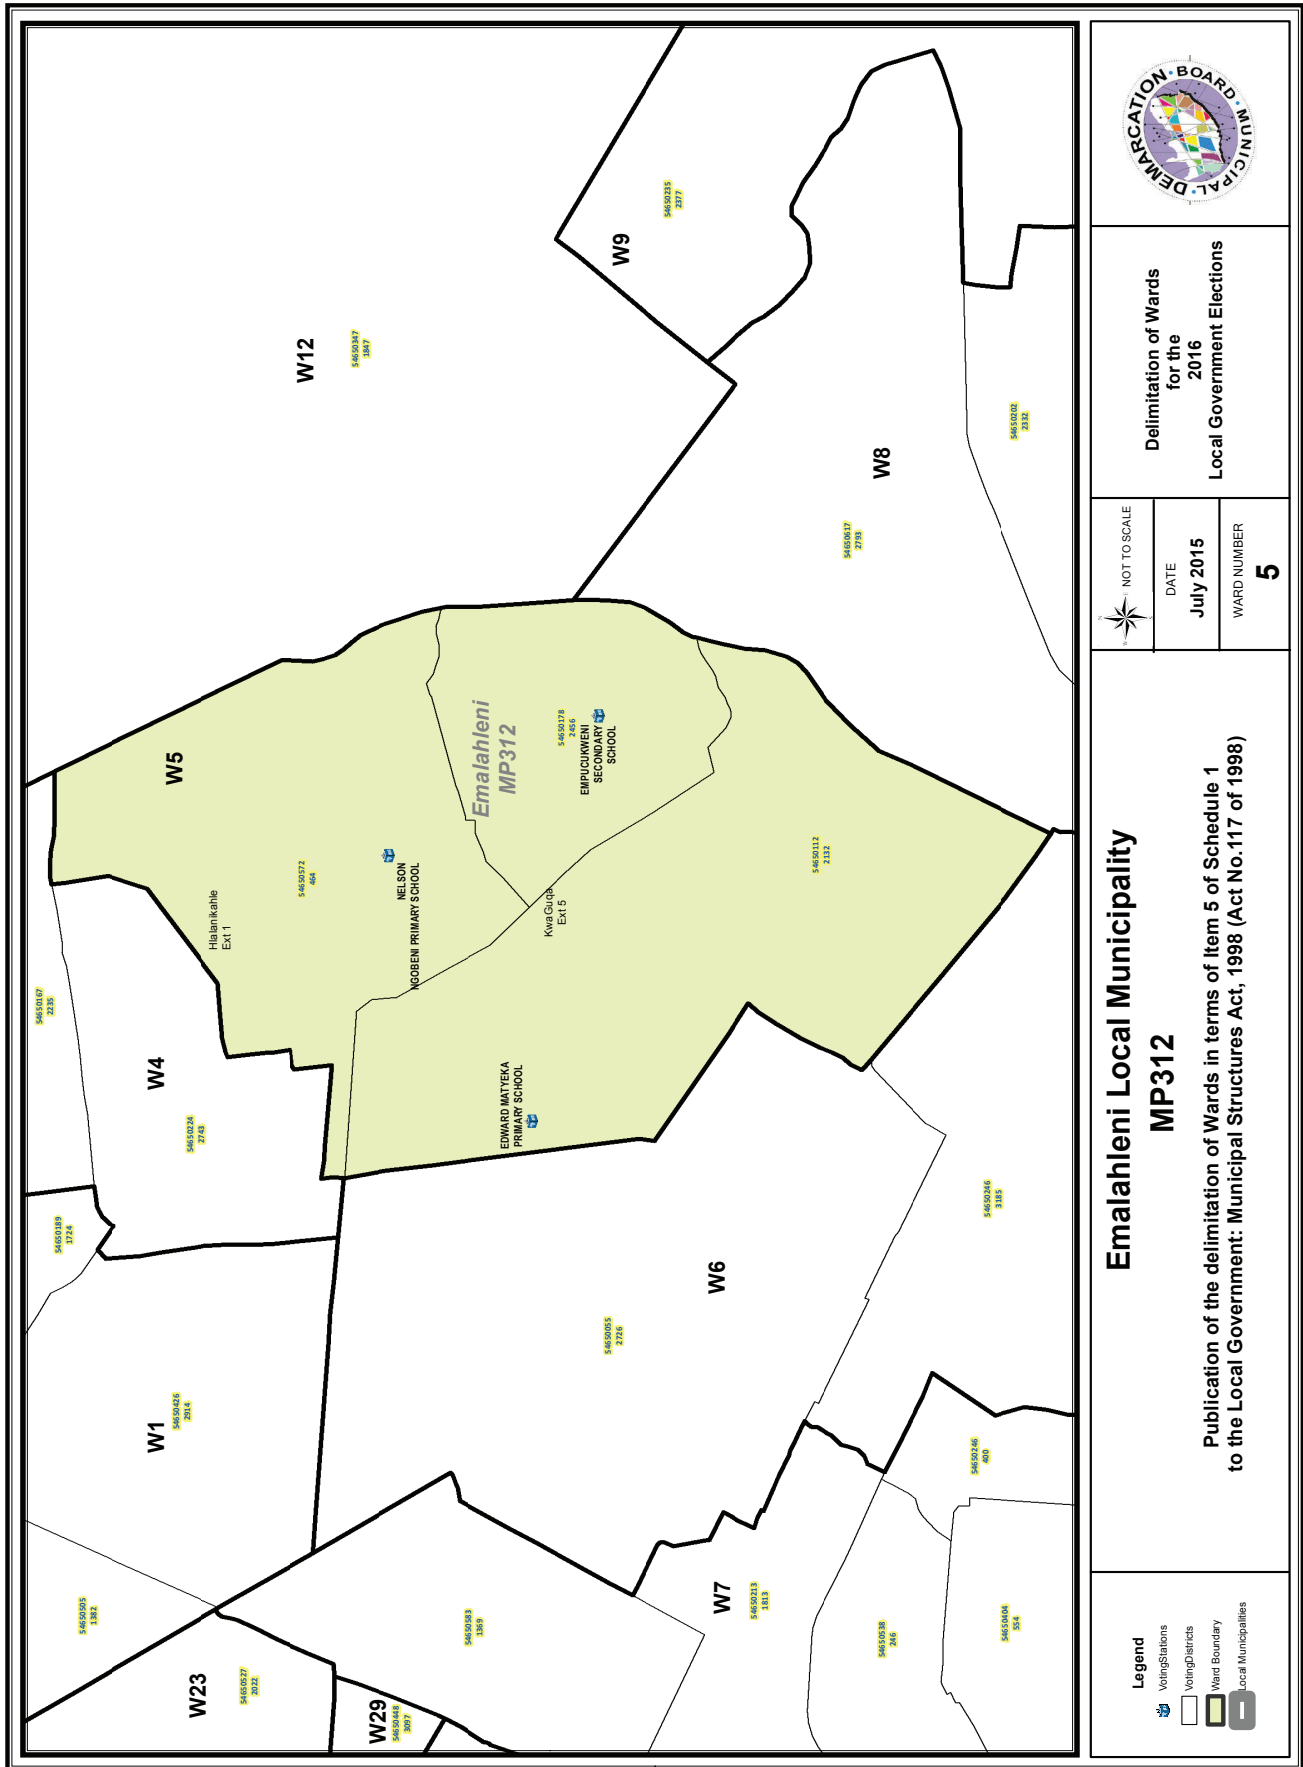 W12
54650347
1847
W9
54650235
2377
W8
54650617
2793
54650202
2332
W5
54650572
464
Hlalanikahle
Ext 1
NELSON
NGOBENI PRIMARY SCHOOL
Emalahleni
MP312
54650178
2456
EMPUCUKWENI
SECONDARY
SCHOOL
KwaGuqa
Ext 5
54650112
2132
EDWARD MATYEKA
PRIMARY SCHOOL
54650167
2235
W4
54650224
2743
54650189
1724
W1
54650426
2914
54650505
1382
W6
54650055
2726
54650246
3185
54650246
400
W7
54650213
1813
54650538
246
54650404
554
54650583
1369
W23
54650527
2022
W29
54650448
3097
Legend
VotingStations
VotingDistricts
Ward Boundary
Local Municipalities
Emalahleni Local Municipality
MP312
Publication of the delimitation of Wards in terms of Item 5 of Schedule 1
to the Local Government: Municipal Structures Act, 1998 (Act No.117 of 1998)
N
W
E
S
NOT TO SCALE
DATE
July 2015
WARD NUMBER
5
Delimitation of Wards
for the
2016
Local Government Elections
MUNICIPAL • DEMARCATION • BOARD •